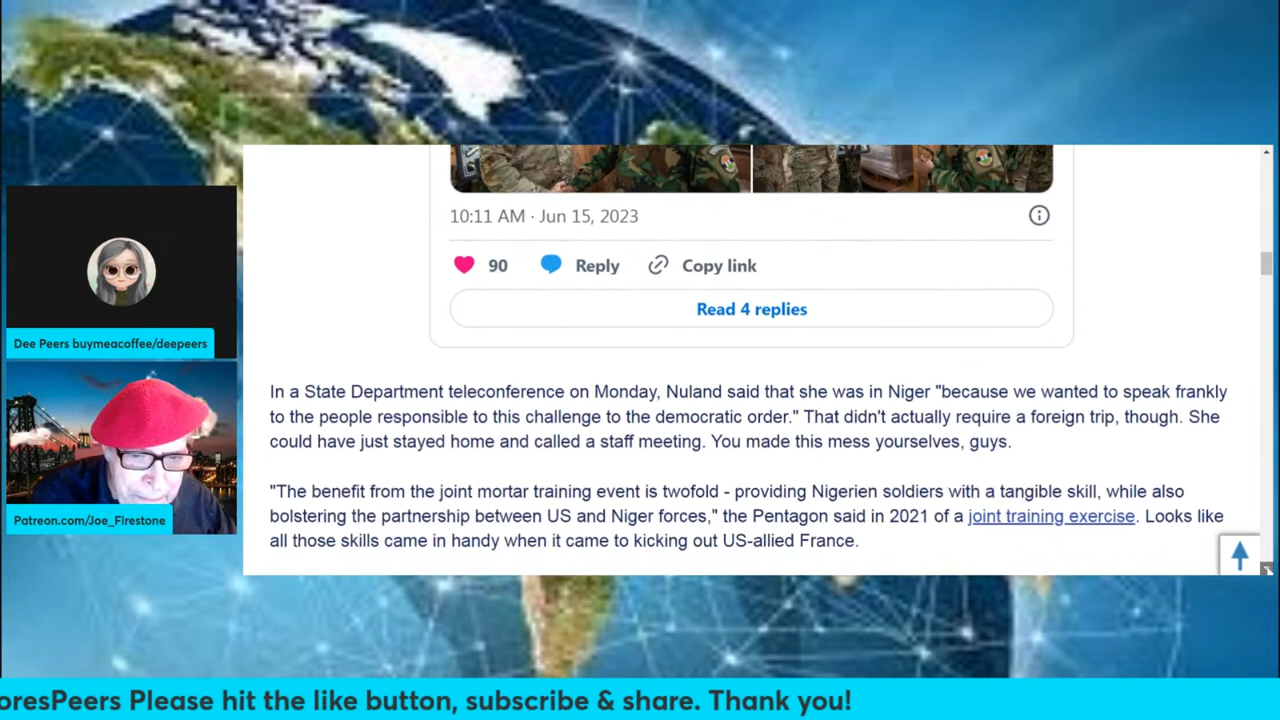 10:11 AM · Jun 15, 2023
90
Reply
Copy link
Read 4 replies
Dee Peers buymeacoffee/deepeers
Patreon.com/Joe_Firestone
In a State Department teleconference on Monday, Nuland said that she was in Niger "because we wanted to speak frankly
to the people responsible to this challenge to the democratic order." That didn't actually require a foreign trip, though. She
could have just stayed home and called a staff meeting. You made this mess yourselves, guys.
"The benefit from the joint mortar training event is twofold - providing Nigerien soldiers with a tangible skill, while also
bolstering the partnership between US and Niger forces," the Pentagon said in 2021 of a joint training exercise. Looks like
all those skills came in handy when it came to kicking out US-allied France.
oresPeers Please hit the like button, subscribe & share. Thank you!